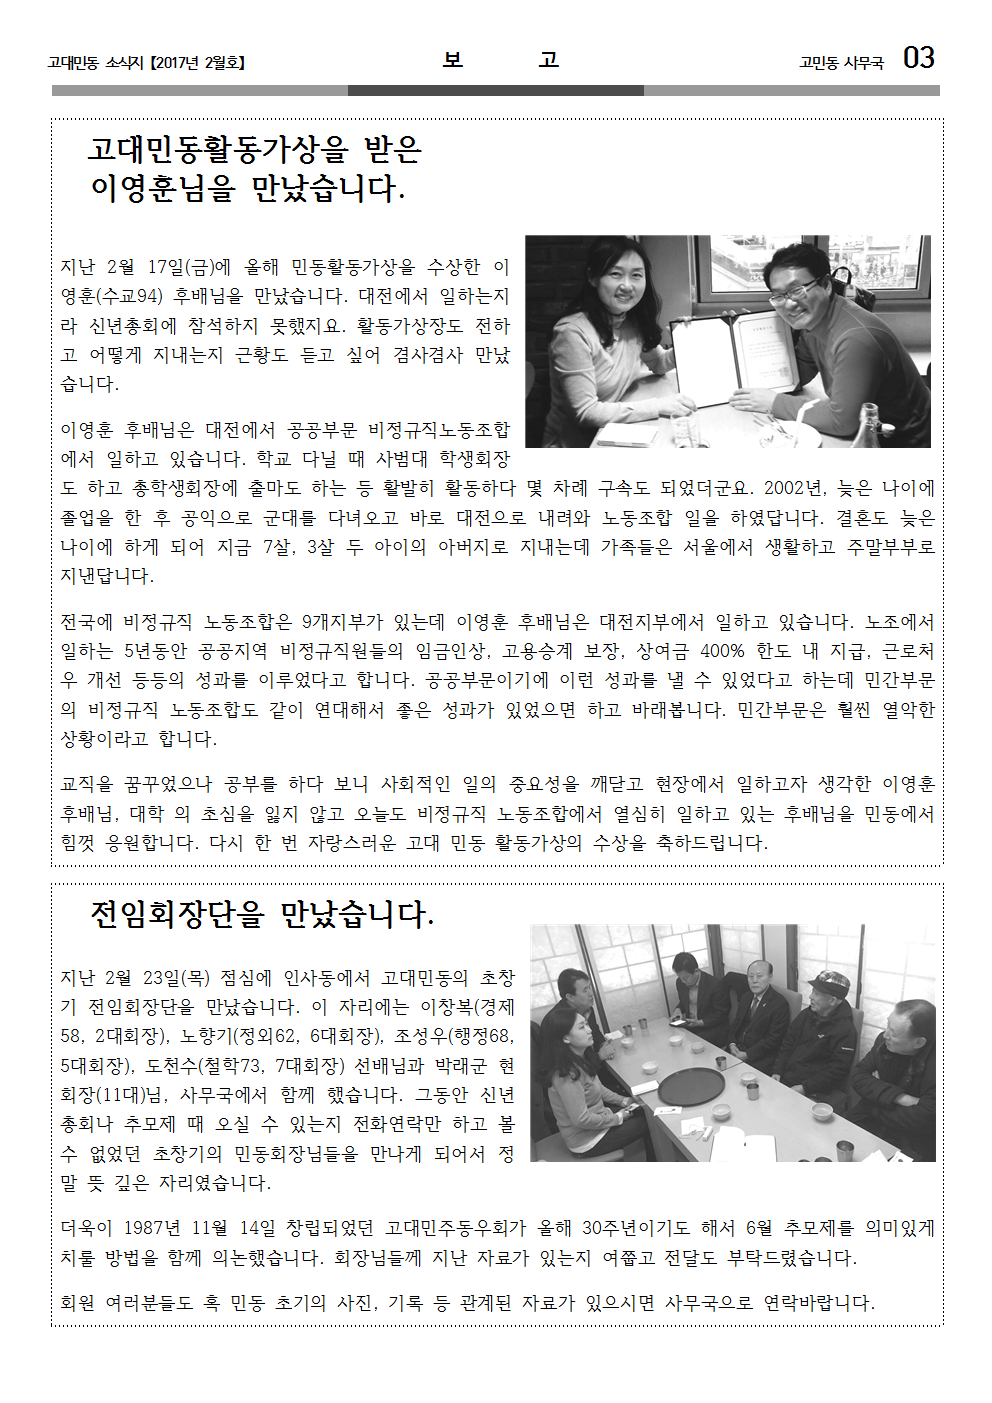 고대민동 소식지 【2017년 2월호】
보 고
고민동 사무국 03
고대민동활동가상을 받은
이영훈님을 만났습니다.
지난 2월 17일(금)에 올해 민동활동가상을 수상한 이
영훈(수교94) 후배님을 만났습니다. 대전에서 일하는지
라 신년총회에 참석하지 못했지요. 활동가상장도 전하
고 어떻게 지내는지 근황도 듣고 싶어 겸사겸사 만났
습니다.
이영훈 후배님은 대전에서 공공부문 비정규직노동조합
에서 일하고 있습니다. 학교 다닐 때 사범대 학생회장
도 하고 총학생회장에 출마도 하는 등 활발히 활동하다 몇 차례 구속도 되었더군요. 2002년, 늦은 나이에
졸업을 한 후 공익으로 군대를 다녀오고 바로 대전으로 내려와 노동조합 일을 하였답니다. 결혼도 늦은
나이에 하게 되어 지금 7살, 3살 두 아이의 아버지로 지내는데 가족들은 서울에서 생활하고 주말부부로
지낸답니다.
전국에 비정규직 노동조합은 9개지부가 있는데 이영훈 후배님은 대전지부에서 일하고 있습니다. 노조에서
일하는 5년동안 공공지역 비정규직원들의 임금인상, 고용승계 보장, 상여금 400% 한도 내 지급, 근로처
우 개선 등등의 성과를 이루었다고 합니다. 공공부문이기에 이런 성과를 낼 수 있었다고 하는데 민간부문
의 비정규직 노동조합도 같이 연대해서 좋은 성과가 있었으면 하고 바래봅니다. 민간부문은 훨씬 열악한
상황이라고 합니다.
교직을 꿈꾸었으나 공부를 하다 보니 사회적인 일의 중요성을 깨닫고 현장에서 일하고자 생각한 이영훈
후배님, 대학 의 초심을 잃지 않고 오늘도 비정규직 노동조합에서 열심히 일하고 있는 후배님을 민동에서
힘껏 응원합니다. 다시 한 번 자랑스러운 고대 민동 활동가상의 수상을 축하드립니다.
전임회장단을 만났습니다.
지난 2월 23일(목) 점심에 인사동에서 고대민동의 초창
기 전임회장단을 만났습니다. 이 자리에는 이창복(경제
58, 2대회장), 노향기(정외62, 6대회장), 조성우(행정68,
5대회장), 도천수(철학73, 7대회장) 선배님과 박래군 현
회장(11대)님, 사무국에서 함께 했습니다. 그동안 신년
총회나 추모제 때 오실 수 있는지 전화연락만 하고 볼
수 없었던 초창기의 민동회장님들을 만나게 되어서 정
말 뜻 깊은 자리였습니다.
더욱이 1987년 11월 14일 창립되었던 고대민주동우회가 올해 30주년이기도 해서 6월 추모제를 의미있게
치룰 방법을 함께 의논했습니다. 회장님들께 지난 자료가 있는지 여쭙고 전달도 부탁드렸습니다.
회원 여러분들도 혹 민동 초기의 사진, 기록 등 관계된 자료가 있으시면 사무국으로 연락바랍니다.